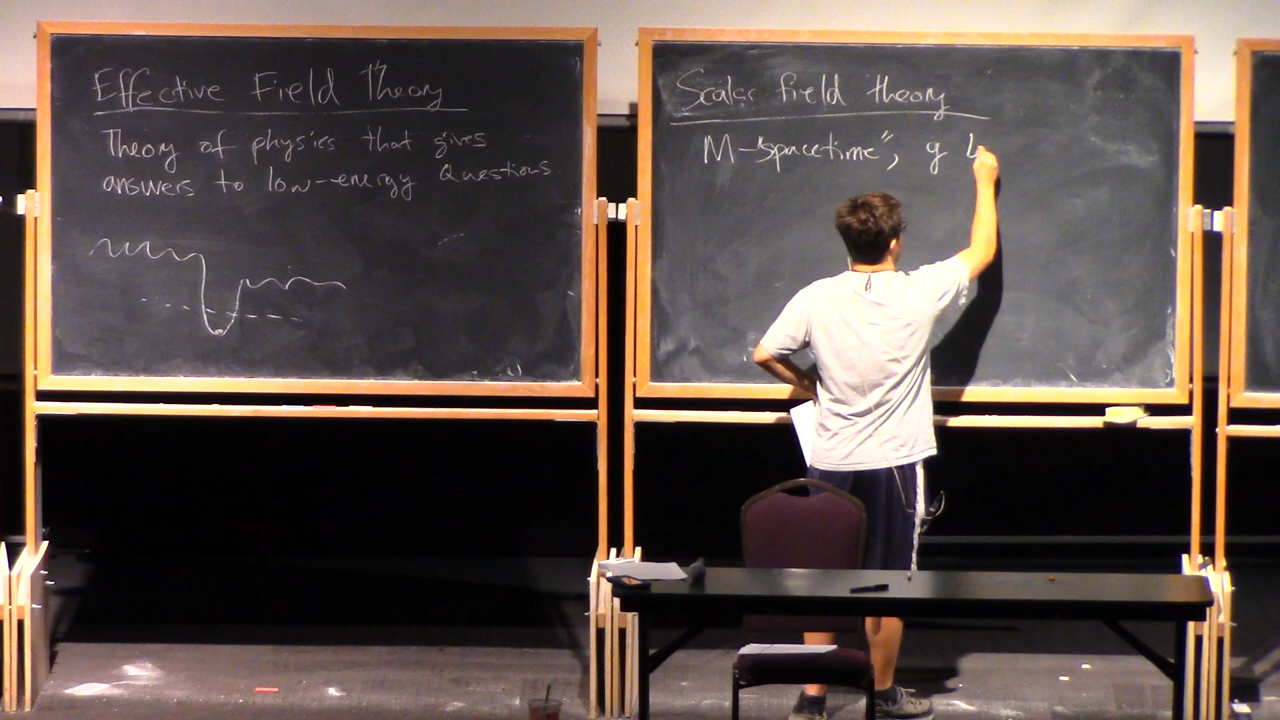 Effective Field Theory
Theory of physics that gives
answers to low-energy Questions
Scalar field theory
M-"spacetime", g